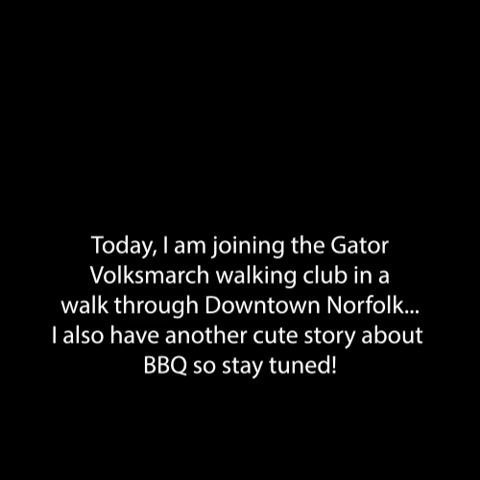 Today, I am joining the Gator
Volksmarch walking club in a
walk through Downtown Norfolk...
I also have another cute story about
BBQ so stay tuned!